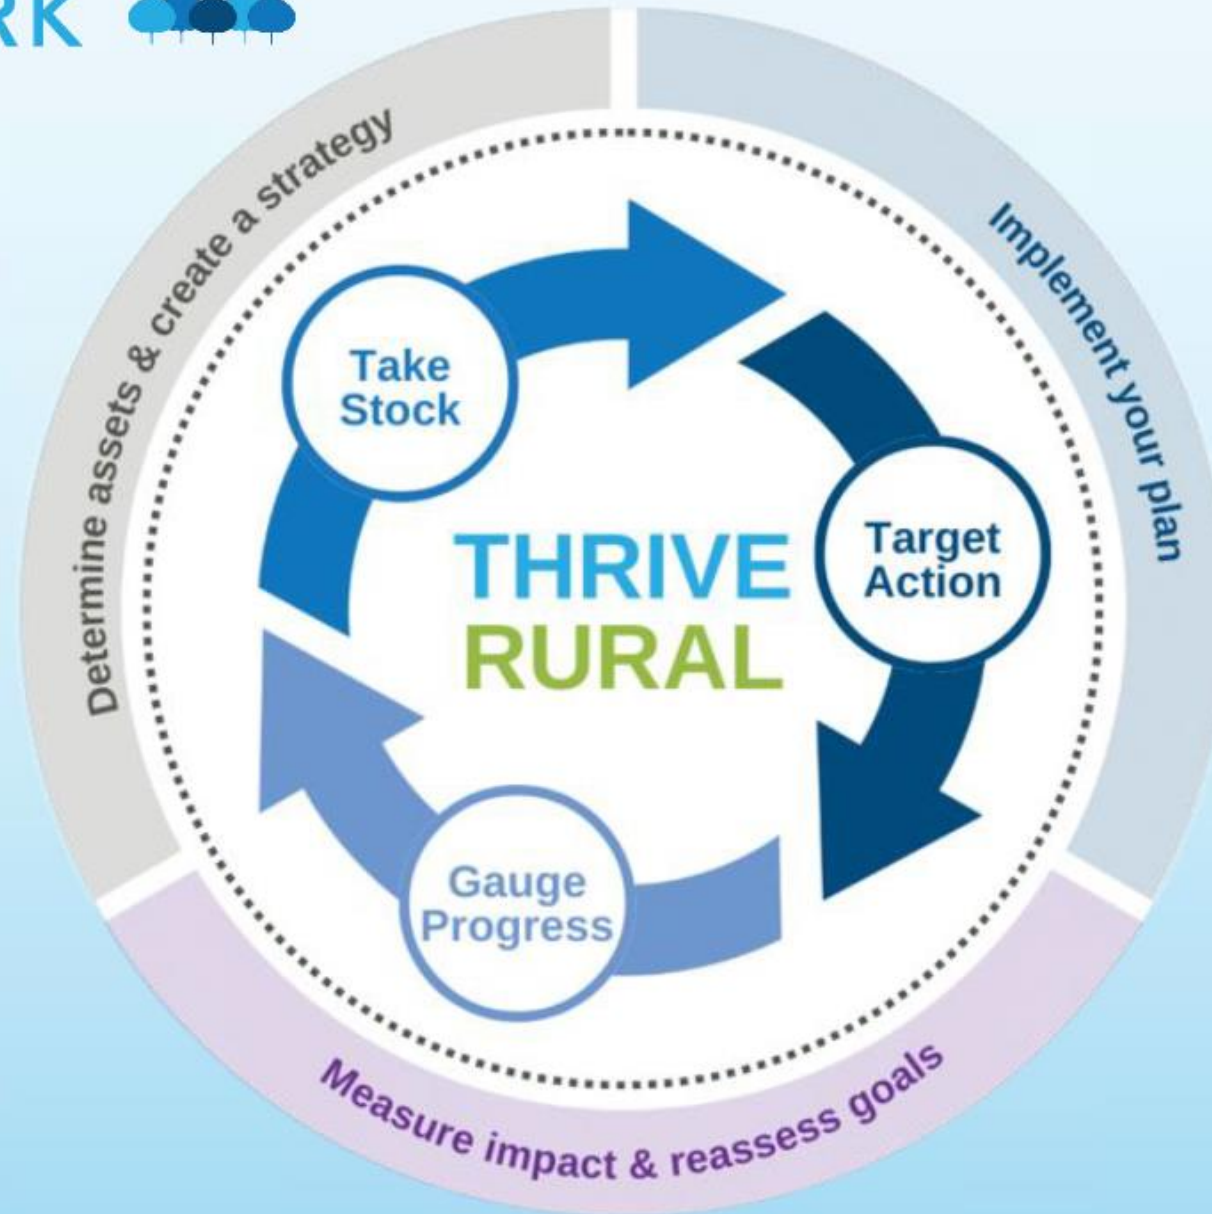 RK
Determine assets & create a strategy
Implement your plan
Take
Stock
Target
Action
THRIVE
RURAL
Gauge
Progress
Measure impact & reassess goals